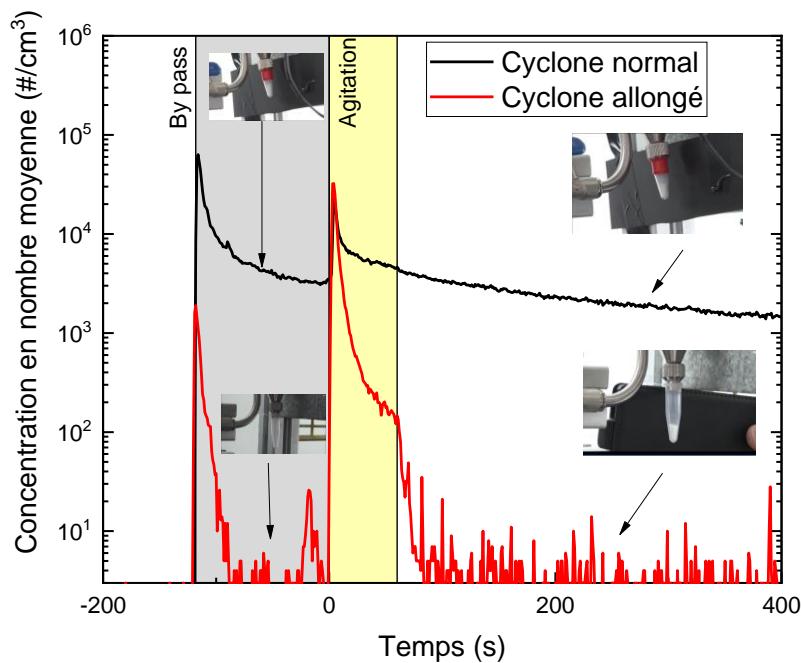 Concentration en nombre moyenne (#/cm³)
10⁶
10⁵
10⁴
10³
10²
10¹
By pass
Agitation
Cyclone normal
Cyclone allongé
-200
0
200
400
Temps (s)